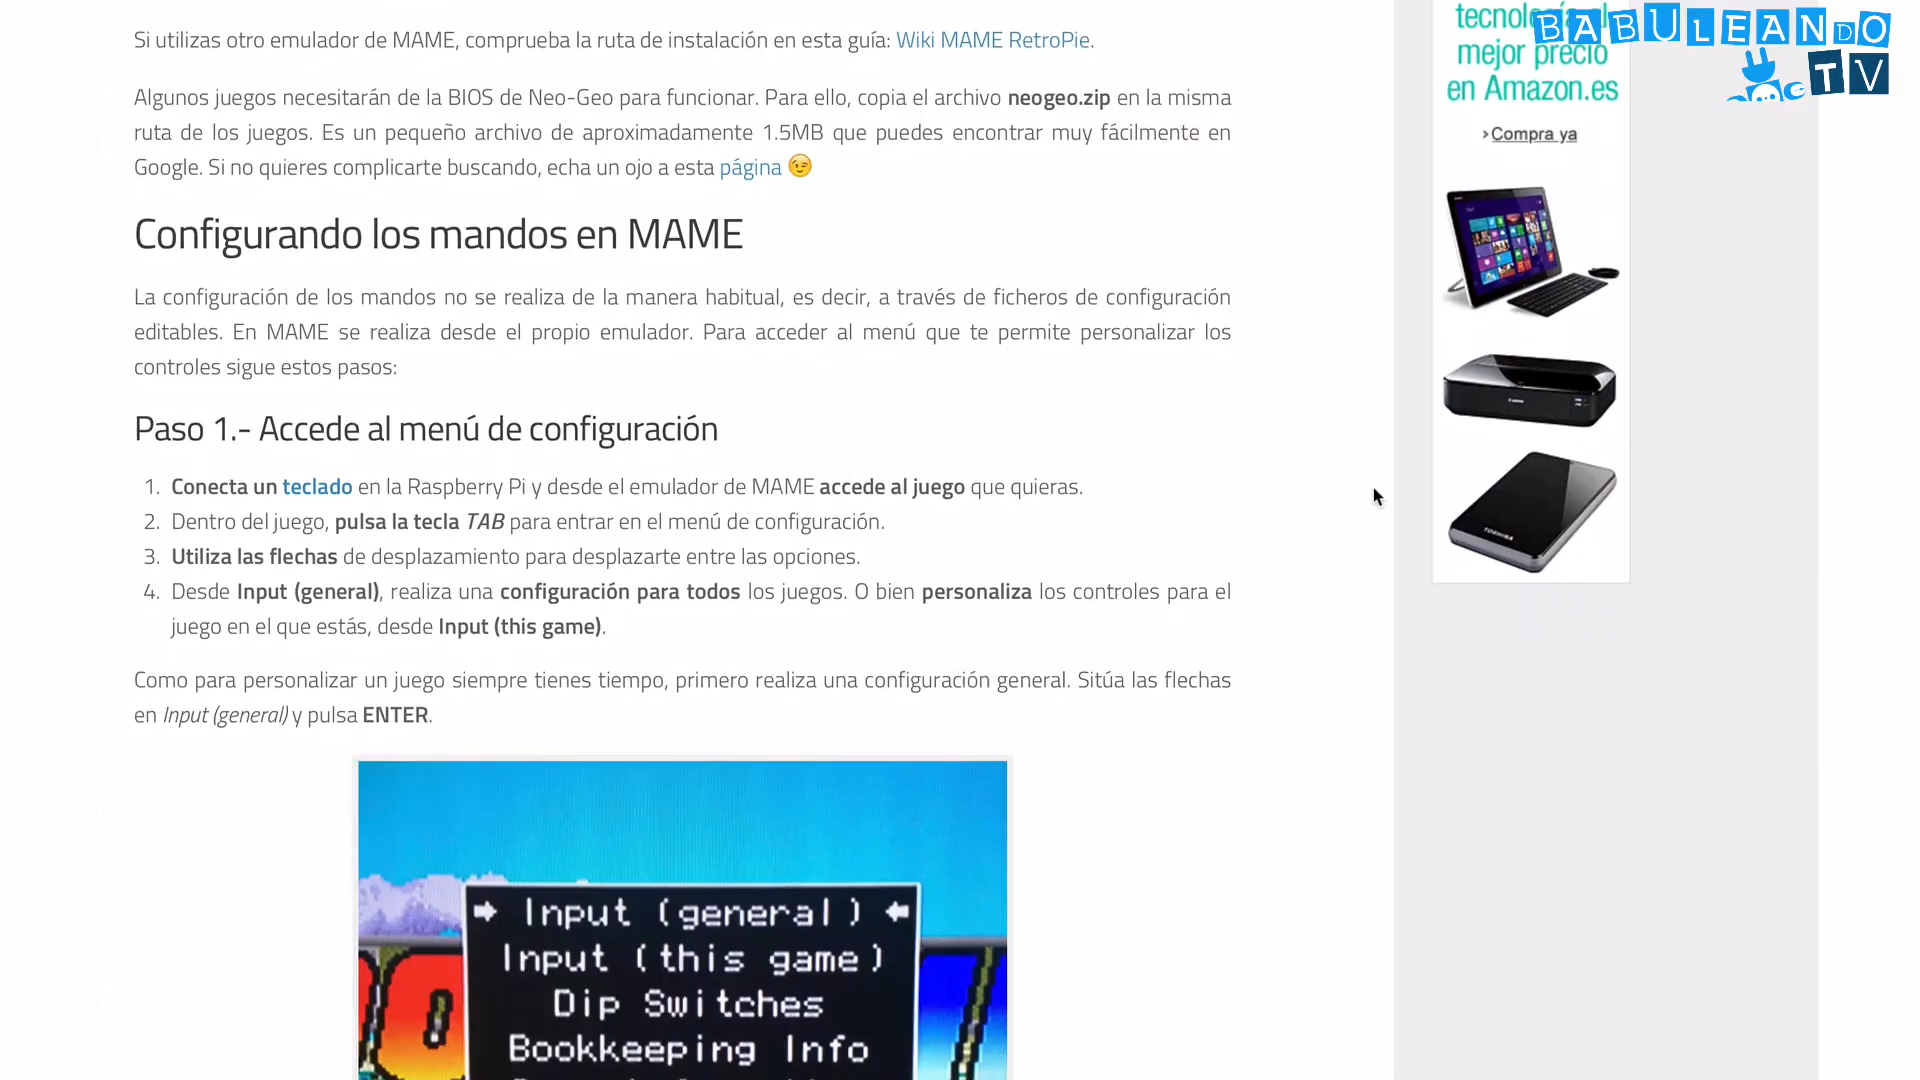 Si utilizas otro emulador de MAME, comprueba la ruta de instalación en esta guía: Wiki MAME RetroPie.
Algunos juegos necesitarán de la BIOS de Neo-Geo para funcionar. Para ello, copia el archivo neogeo.zip en la misma
ruta de los juegos. Es un pequeño archivo de aproximadamente 1.5MB que puedes encontrar muy fácilmente en
Google. Si no quieres complicarte buscando, echa un ojo a esta página 😉
Configurando los mandos en MAME
La configuración de los mandos no se realiza de la manera habitual, es decir, a través de ficheros de configuración
editables. En MAME se realiza desde el propio emulador. Para acceder al menú que te permite personalizar los
controles sigue estos pasos:
Paso 1.- Accede al menú de configuración
1. Conecta un teclado en la Raspberry Pi y desde el emulador de MAME accede al juego que quieras.
2. Dentro del juego, pulsa la tecla TAB para entrar en el menú de configuración.
3. Utiliza las flechas de desplazamiento para desplazarte entre las opciones.
4. Desde Input (general), realiza una configuración para todos los juegos. O bien personaliza los controles para el
juego en el que estás, desde Input (this game).
Como para personalizar un juego siempre tienes tiempo, primero realiza una configuración general. Sitúa las flechas
en Input (general) y pulsa ENTER.
Input (general)
Input (this game)
Dip Switches
Bookkeeping Info
tecnología al
mejor precio
en Amazon.es
›Compra ya
Canon
TOSHIBA
BABULEANDO
TV